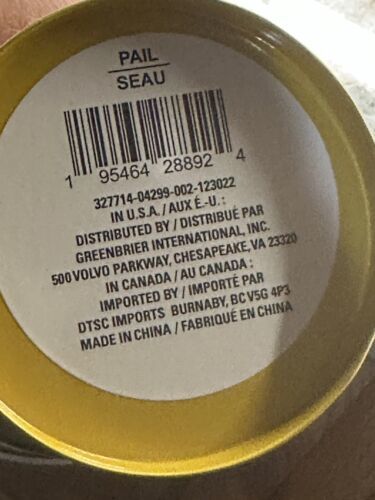 PAIL
SEAU
1 95464 28892 4
327714-04299-002-123022
IN U.S.A. / AUX É.-U.:
DISTRIBUTED BY / DISTRIBUÉ PAR
GREENBRIER INTERNATIONAL, INC.
500 VOLVO PARKWAY, CHESAPEAKE, VA 23320
IN CANADA / AU CANADA :
IMPORTED BY / IMPORTÉ PAR
DTSC IMPORTS BURNABY, BC V5G 4P3
MADE IN CHINA / FABRIQUÉ EN CHINA